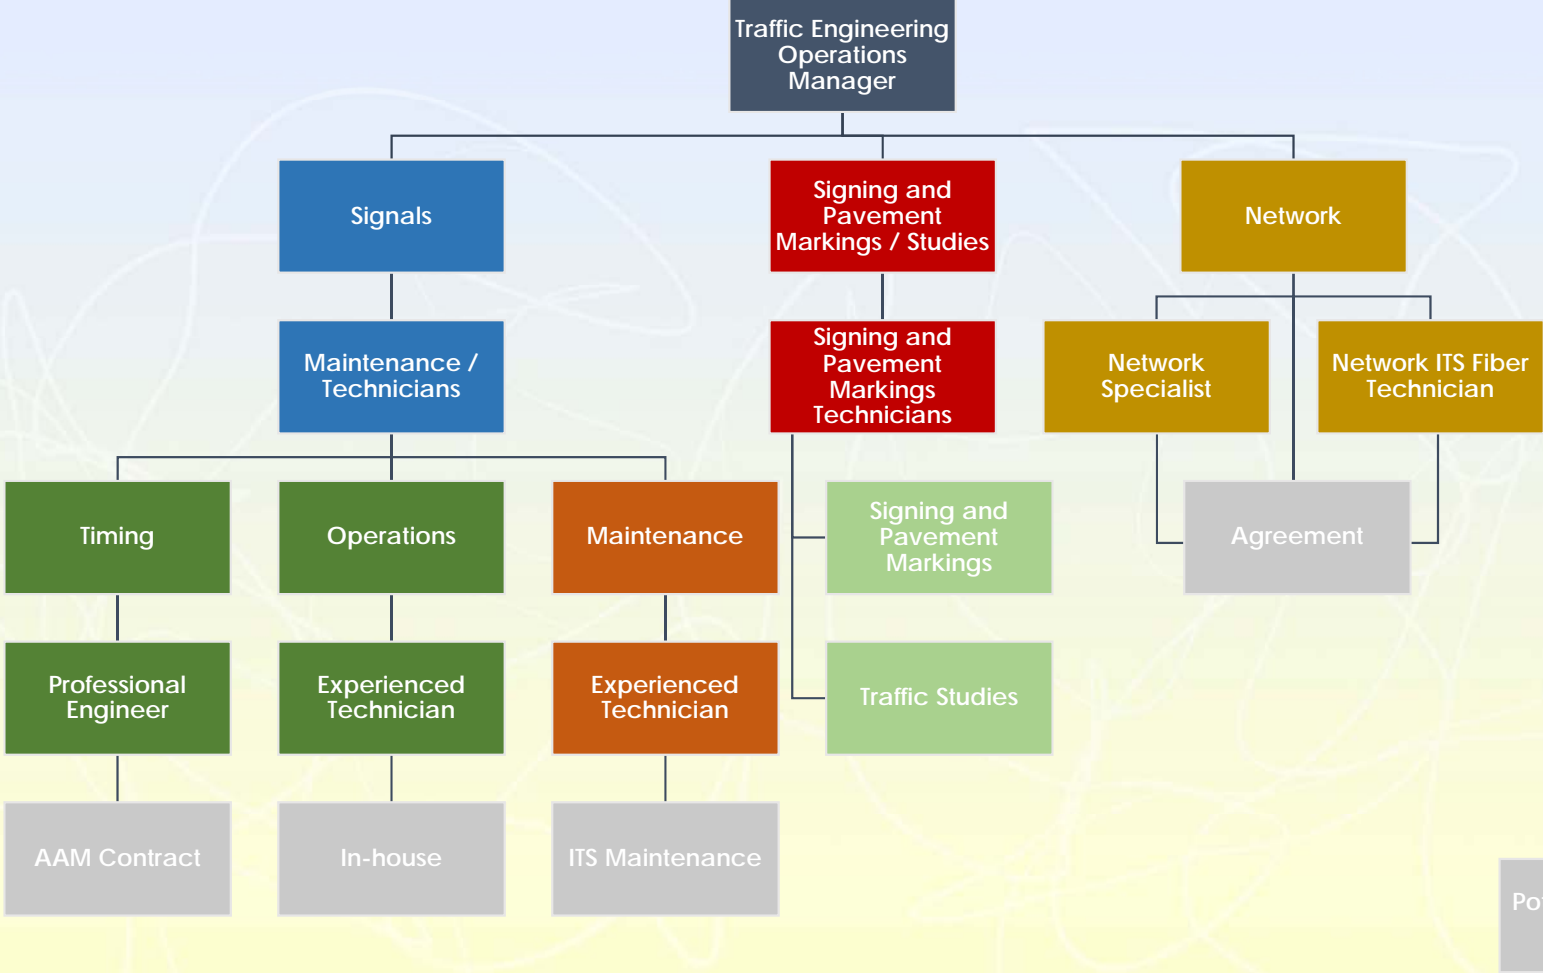 Traffic Engineering
Operations
Manager
Signals
Signing and
Pavement
Markings / Studies
Network
Maintenance /
Technicians
Signing and
Pavement
Markings
Technicians
Network
Specialist
Network ITS Fiber
Technician
Timing
Operations
Maintenance
Signing and
Pavement
Markings
Agreement
Professional
Engineer
Experienced
Technician
Experienced
Technician
Traffic Studies
AAM Contract
In-house
ITS Maintenance